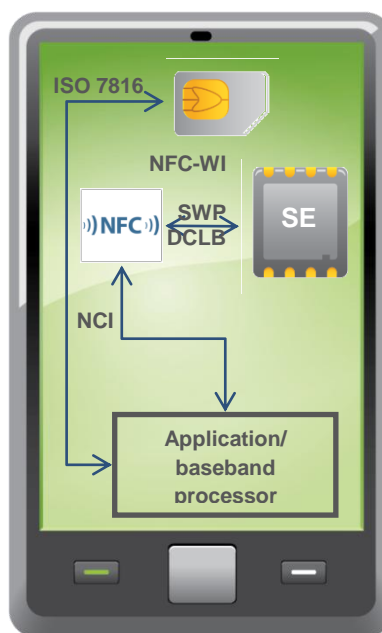 ISO 7816
NFC-WI
NFC
SWP
DCLB
SE
NCI
Application/
baseband
processor